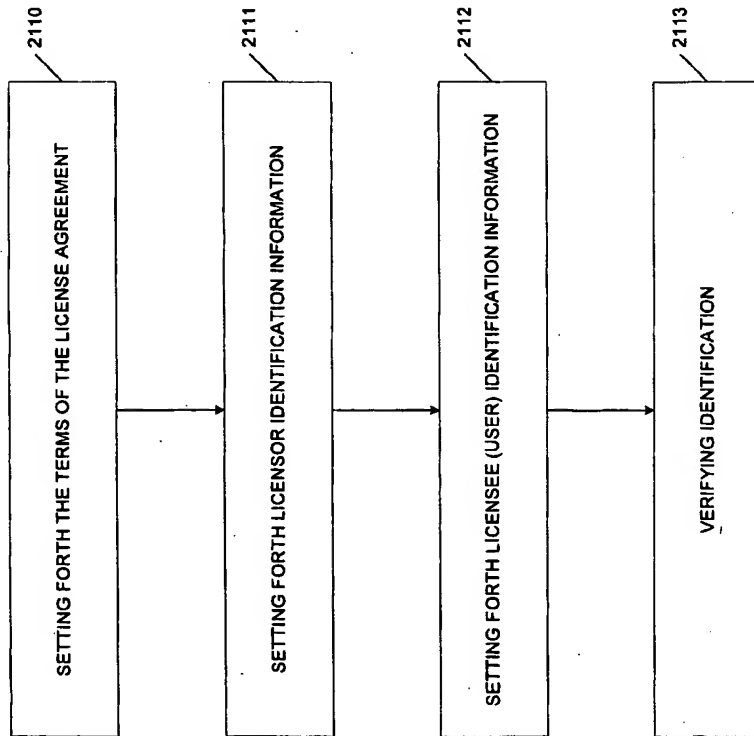 2110
SETTING FORTH THE TERMS OF THE LICENSE AGREEMENT
2111
SETTING FORTH LICENSOR IDENTIFICATION INFORMATION
2112
SETTING FORTH LICENSEE (USER) IDENTIFICATION INFORMATION
2113
VERIFYING IDENTIFICATION